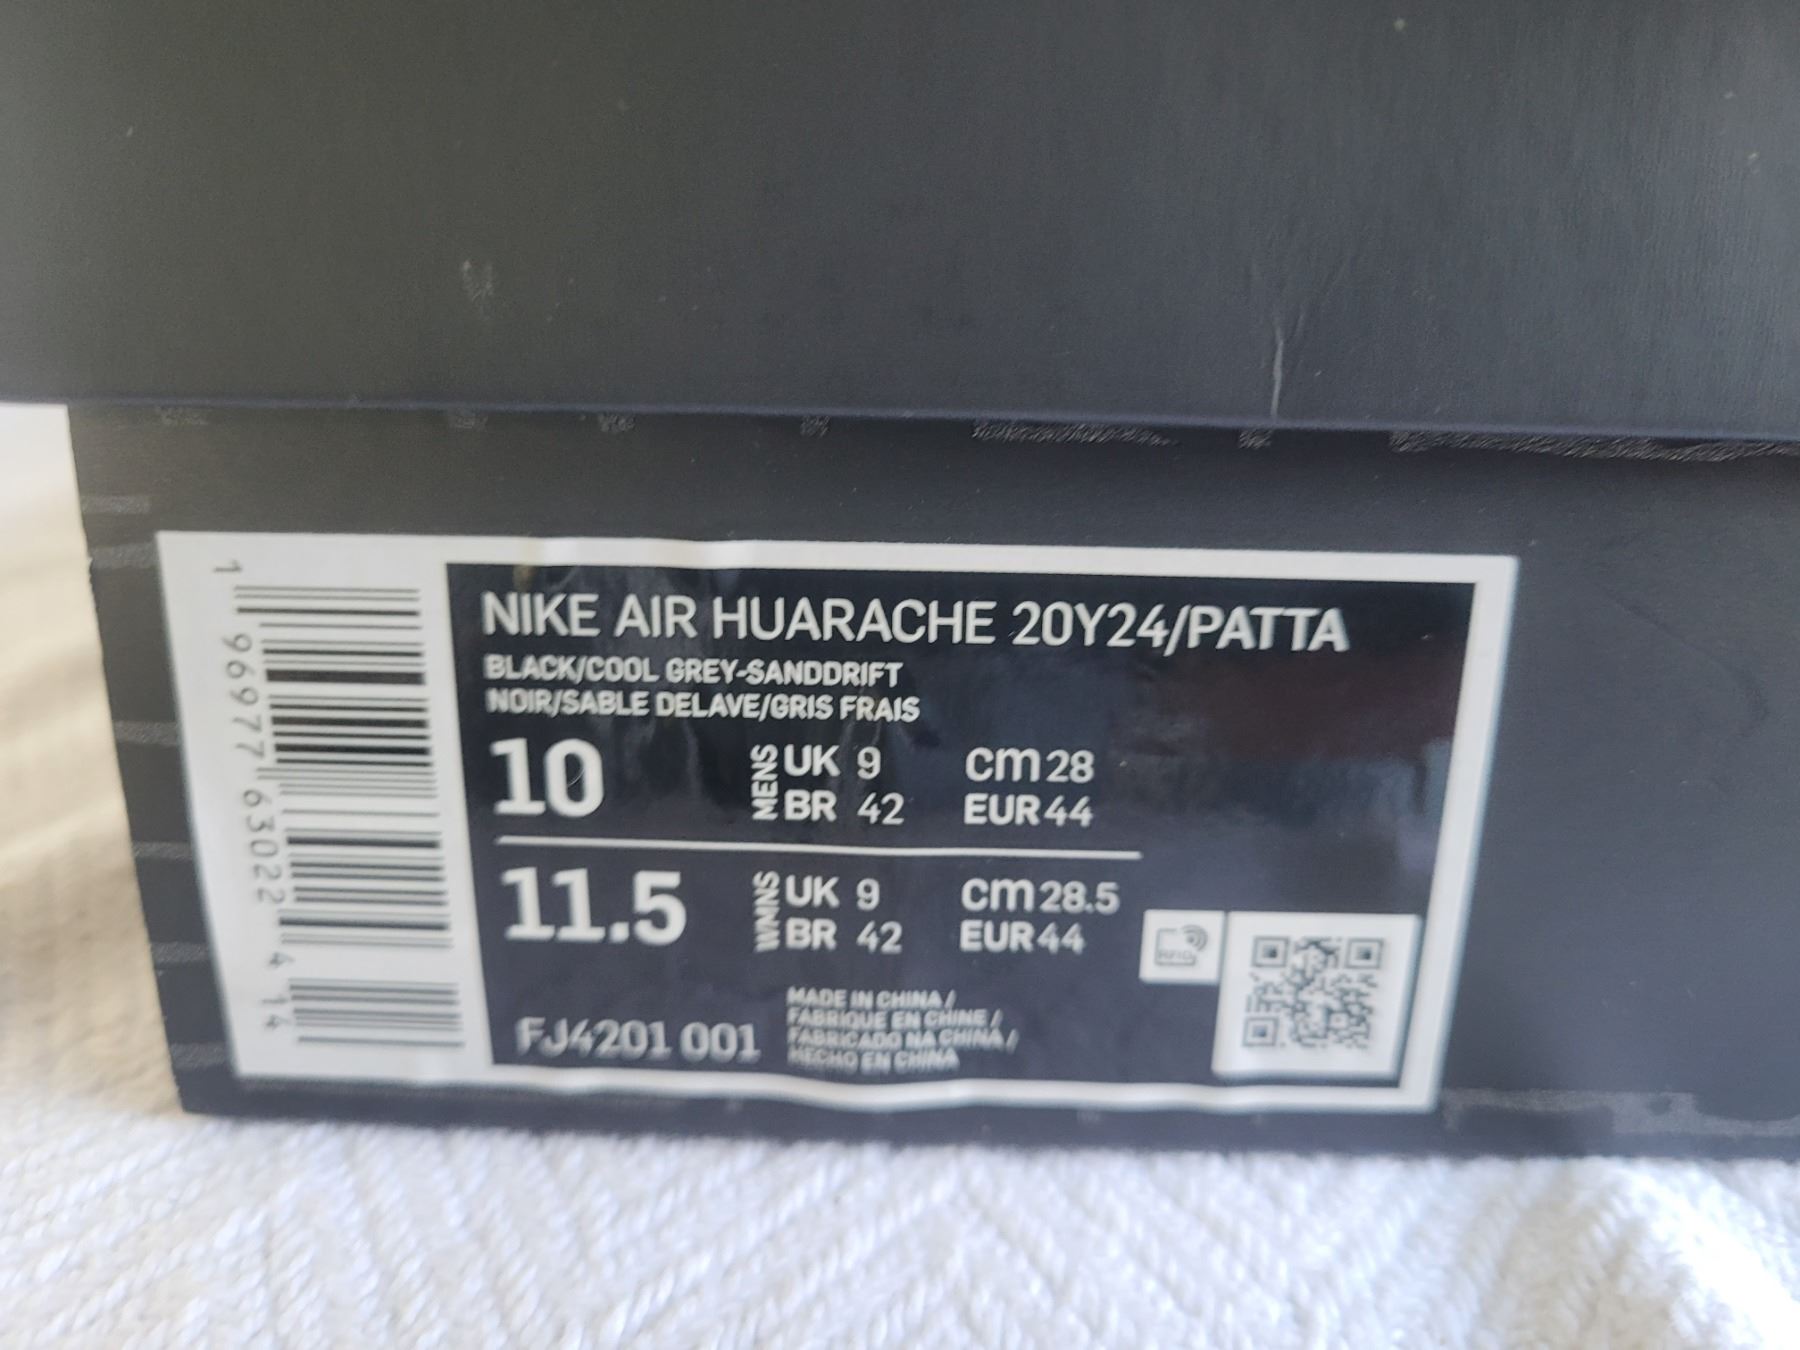 NIKE AIR HUARACHE 20Y24/PATTA
BLACK/COOL GREY-SANDDRIFT
NOIR/SABLE DELAVE/GRIS FRAIS
10 MENS UK 9 cm 28
BR 42 EUR 44
11.5 WMNS UK 9 cm 28.5
BR 42 EUR 44
FJ4201 001
MADE IN CHINA /
FABRIQUE EN CHINE /
FABRICADO NA CHINA /
HECHO EN CHINA
RFID
1 96977 63022 4 14